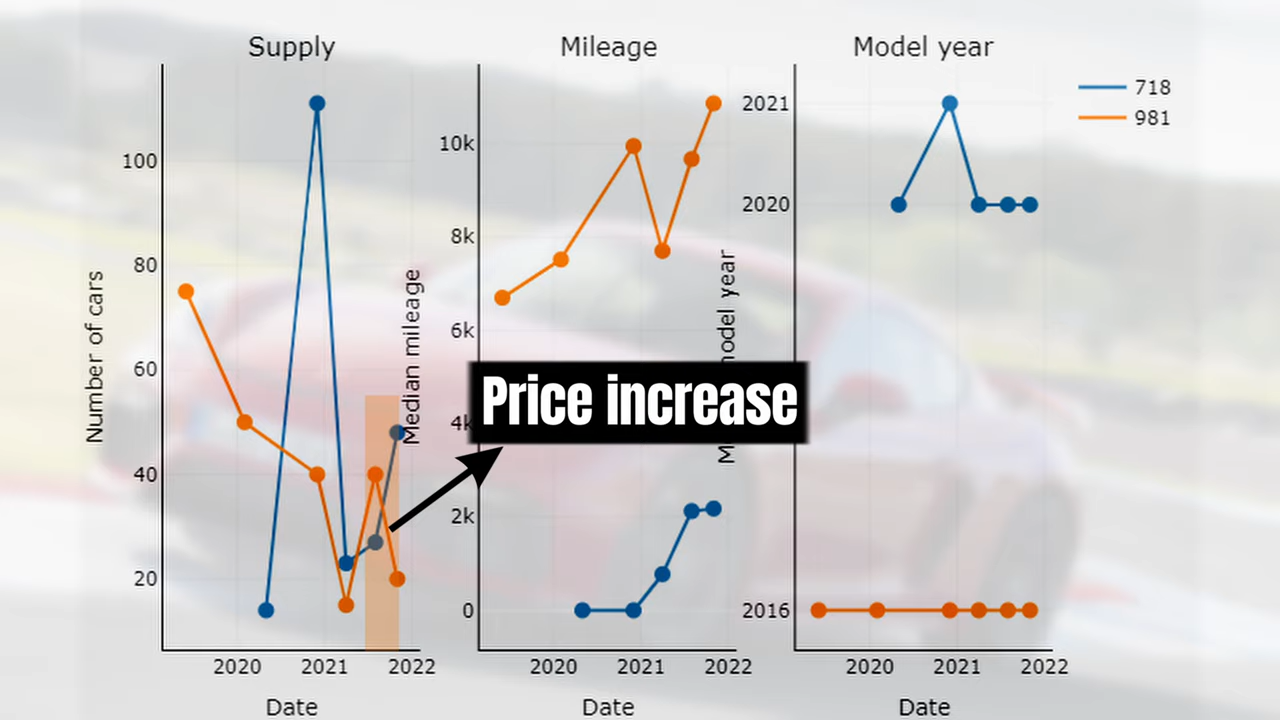 Supply
Mileage
Model year
718
981
Number of cars
100
80
60
40
20
2020
2021
2022
Date
Median mileage
10k
8k
6k
4k
2k
0
2020
2021
2022
Date
model year
2021
2020
2016
2020
2021
2022
Date
Price increase